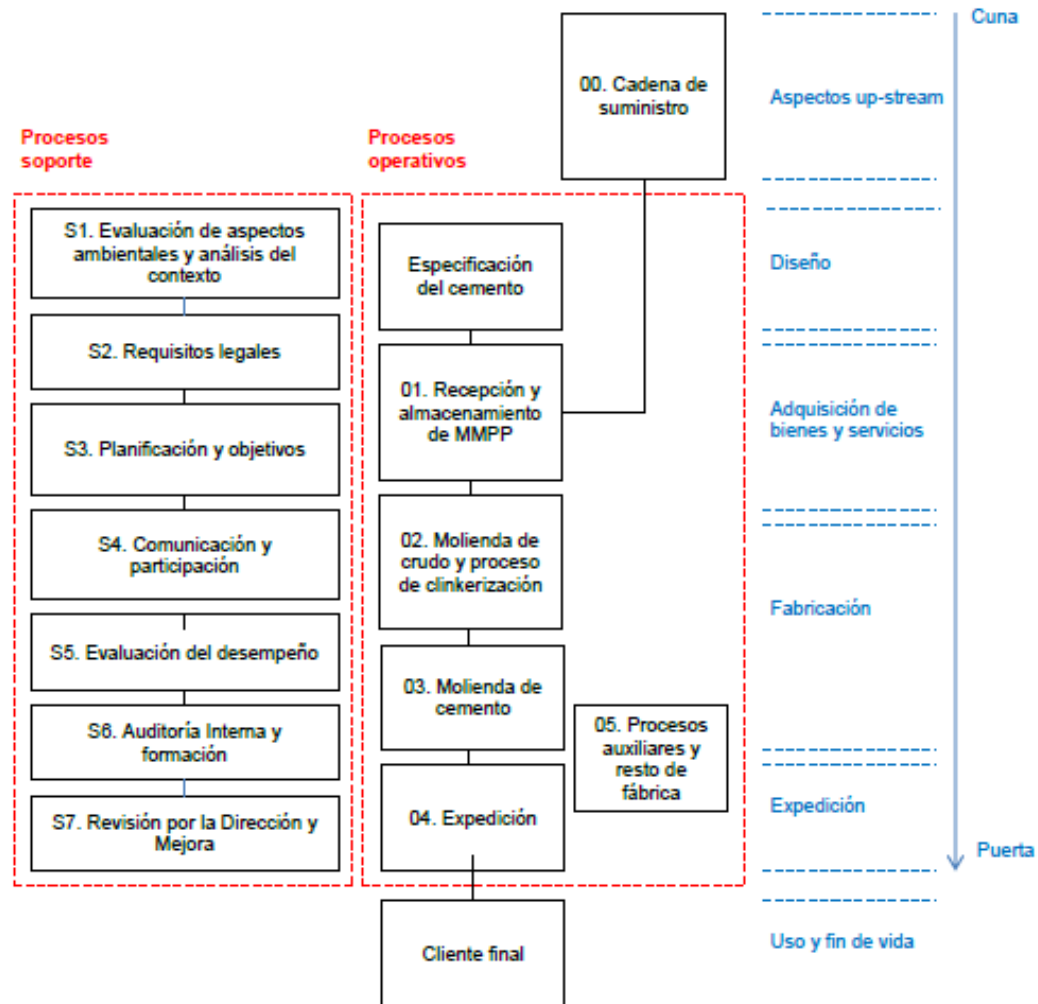 Cuna
00. Cadena de
suministro
Aspectos up-stream
Procesos
soporte
Procesos
operativos
S1. Evaluación de aspectos
ambientales y análisis del
contexto
S2. Requisitos legales
S3. Planificación y objetivos
S4. Comunicación y
participación
S5. Evaluación del desempeño
S6. Auditoría Interna y
formación
S7. Revisión por la Dirección y
Mejora
Especificación
del cemento
01. Recepción y
almacenamiento
de MMPP
02. Molienda de
crudo y proceso
de clinkerización
03. Molienda de
cemento
05. Procesos
auxiliares y
resto de
fábrica
04. Expedición
Cliente final
Diseño
Adquisición de
bienes y servicios
Fabricación
Expedición
Puerta
Uso y fin de vida